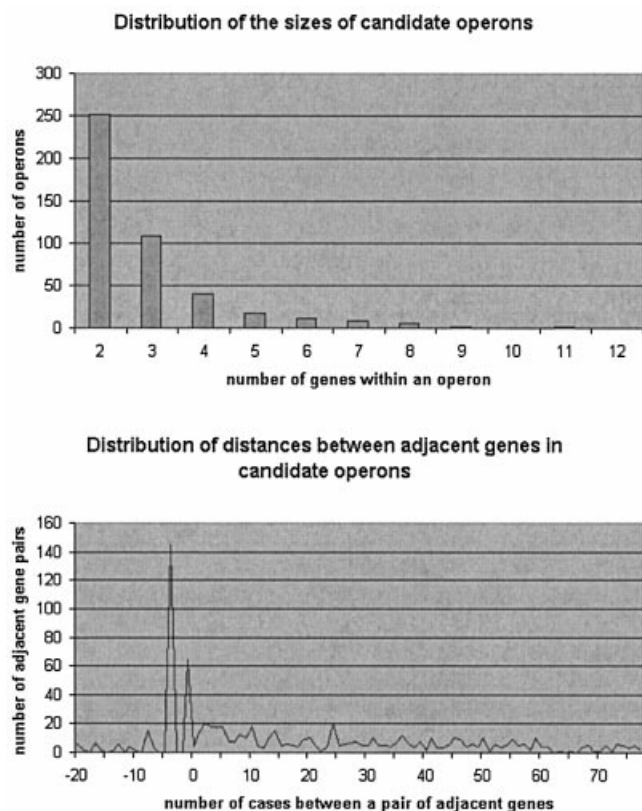 Distribution of the sizes of candidate operons
300
250
200
150
100
50
0
number of operons
2 3 4 5 6 7 8 9 10 11 12
number of genes within an operon
Distribution of distances between adjacent genes in
candidate operons
160
140
120
100
80
60
40
20
0
number of adjacent gene pairs
-20 -10 0 10 20 30 40 50 60 70
number of cases between a pair of adjacent genes